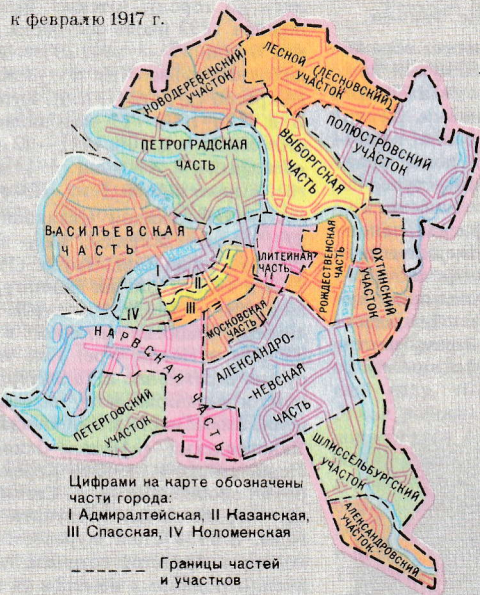 к февралю 1917 г.
НОВОДЕРЕВЕНСКИЙ
УЧАСТОК
ЛЕСНОЙ (ЛЕСНОВСКИЙ)
УЧАСТОК
ПОЛЮСТРОВСКИЙ
УЧАСТОК
ПЕТРОГРАДСКАЯ
ЧАСТЬ
ВЫБОРГСКАЯ
ЧАСТЬ
ВАСИЛЬЕВСКАЯ
ЧАСТЬ
ЛИТЕЙНАЯ
ЧАСТЬ
РОЖДЕСТВЕНСКАЯ
ЧАСТЬ
ОХТИНСКИЙ
УЧАСТОК
I
II
III
IV
МОСКОВСКАЯ
ЧАСТЬ
НАРВСКАЯ ЧАСТЬ
АЛЕКСАНДРО-
-НЕВСКАЯ
ЧАСТЬ
ПЕТЕРГОФСКИЙ
УЧАСТОК
ШЛИССЕЛЬБУРГСКИЙ
УЧАСТОК
АЛЕКСАНДРОВСКИЙ
УЧАСТОК
Цифрами на карте обозначены
части города:
I Адмиралтейская, II Казанская,
III Спасская, IV Коломенская
Границы частей
и участков